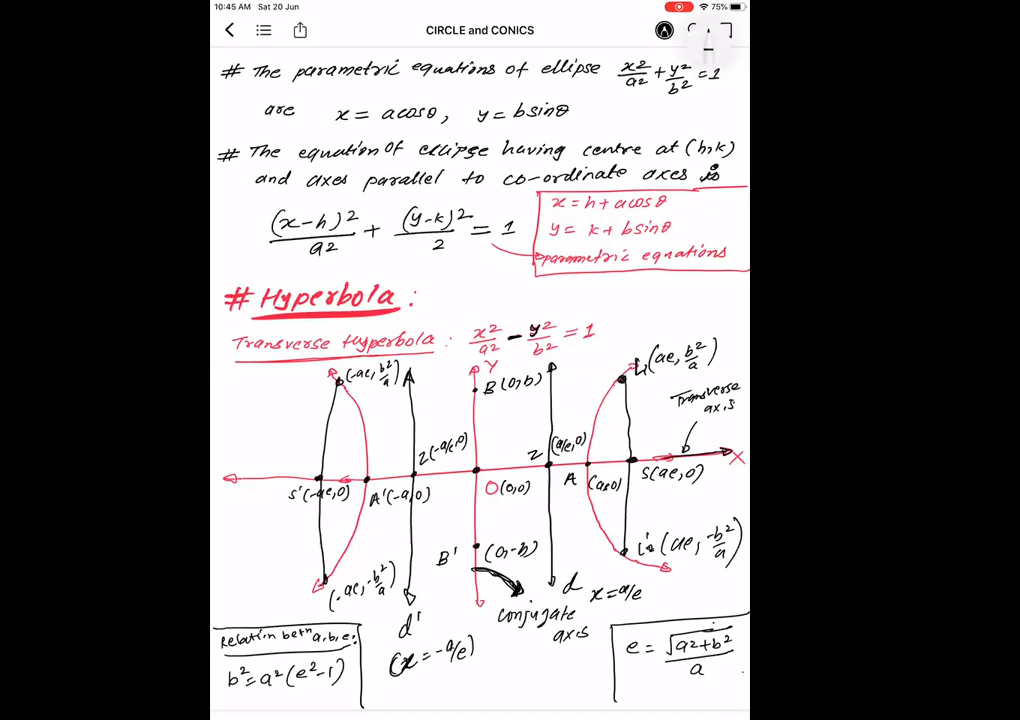 10:45 AM Sat 20 Jun
75%
CIRCLE and CONICS
# The parametric equations of ellipse x²/a² + y²/b² = 1
are x = acosθ, y = bsinθ
# The equation of ellipse having centre at (h,k)
and axes parallel to co-ordinate axes is
(x-h)²/a² + (y-k)²/2 = 1
x = h + acosθ
y = k + bsinθ
parametric equations
# Hyperbola :
Transverse Hyperbola : x²/a² - y²/b² = 1
(-ae, b²/a)
Y
B (0,b)
L (ae, b²/a)
Transverse
axis
Z (-a/e, 0)
Z (a/e, 0)
X
S'(-ae,0)
A'(-a,0)
O (0,0)
A (a,0)
S(ae,0)
B' (0,-b)
L' (ae, -b²/a)
(-ae, -b²/a)
d x = a/e
conjugate
axis
d'
(x = -a/e)
Relation betⁿ a, b, e :
b² = a² (e²-1)
e = √(a²+b²)/a